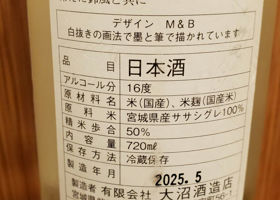 デザイン M&B
白抜きの画法で墨と筆で描かれています
品目 日本酒
アルコール分 16度
原材料名 米(国産)、米麹(国産米)
原料米 宮城県産ササシグレ100%
精米歩合 50%
内容量 720㎖
保存方法 冷蔵保存
製造年月 2025.5
製造者 有限会社 大沼酒造店